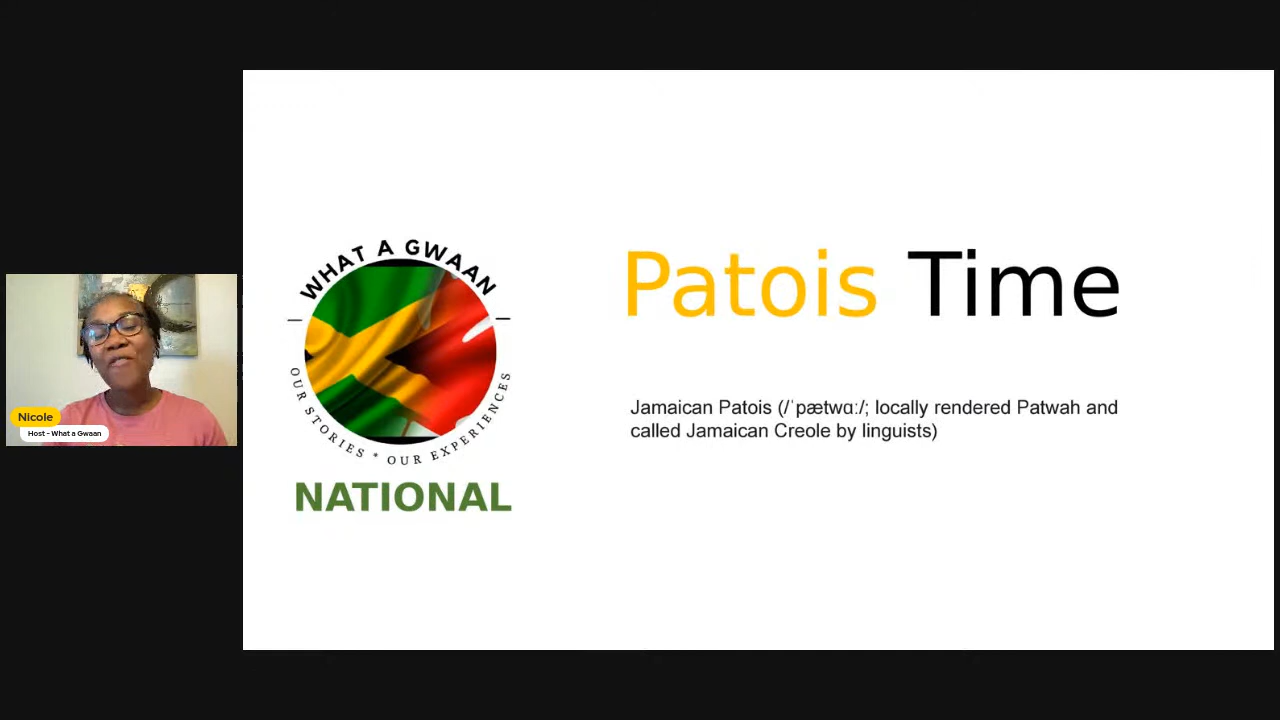 Nicole
Host - What a Gwaan
WHAT A GWAAN
OUR STORIES * OUR EXPERIENCES
NATIONAL
Patois Time
Jamaican Patois (/ˈpætwɑː/; locally rendered Patwah and
called Jamaican Creole by linguists)